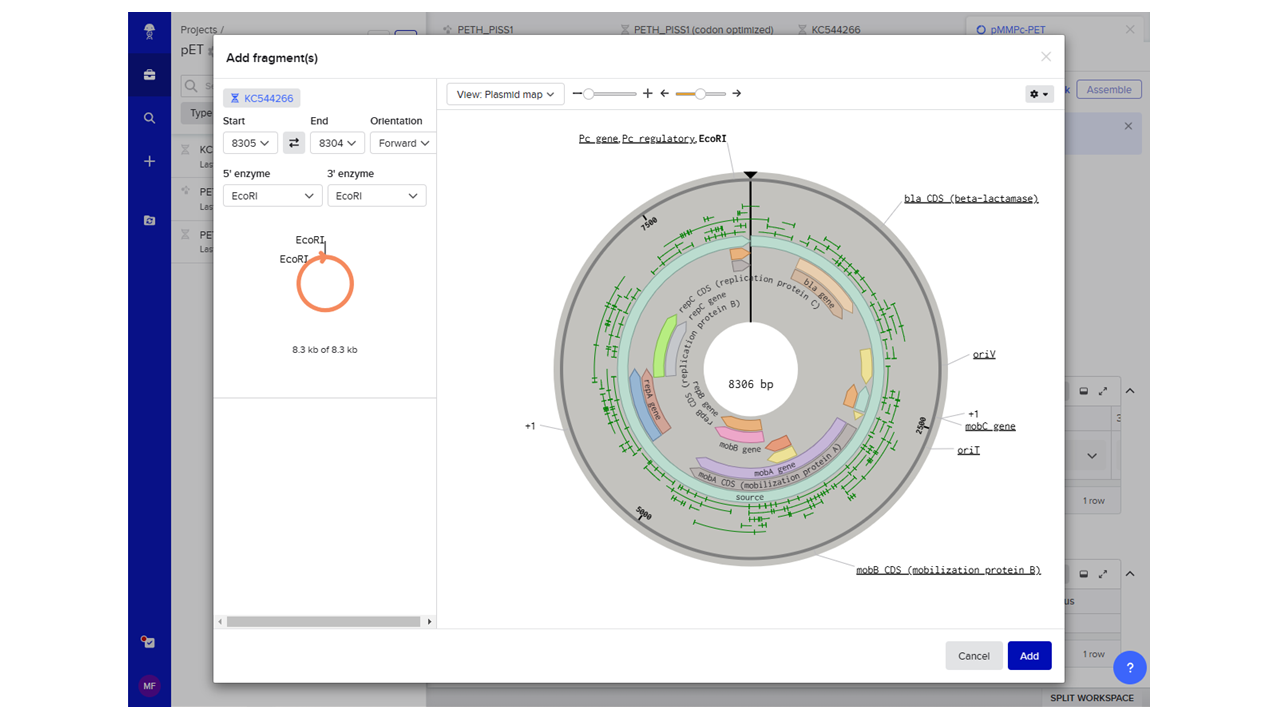 Projects /
pET
PETH_PISS1
PETH_PISS1 (codon optimized)
KC544266
pMMPc-PET
Add fragment(s)
KC544266
View: Plasmid map
Assemble
Type
Start
End
Orientation
8305
8304
Forward
5' enzyme
3' enzyme
EcoRI
EcoRI
EcoRI
EcoRI
8.3 kb of 8.3 kb
KC
Las
PE
Las
PE
Las
Pc gene,Pc regulatory,EcoRI
bla CDS (beta-lactamase)
7500
repC CDS (replication protein C)
repC gene
bla gene
repB CDS (replication protein B)
repB gene
repA gene
8306 bp
oriV
+1
mobC gene
2500
oriT
+1
mobB gene
mobA gene
mobA CDS (mobilization protein A)
source
5000
mobB CDS (mobilization protein B)
1 row
us
1 row
Cancel
Add
MF
?
SPLIT WORKSPACE